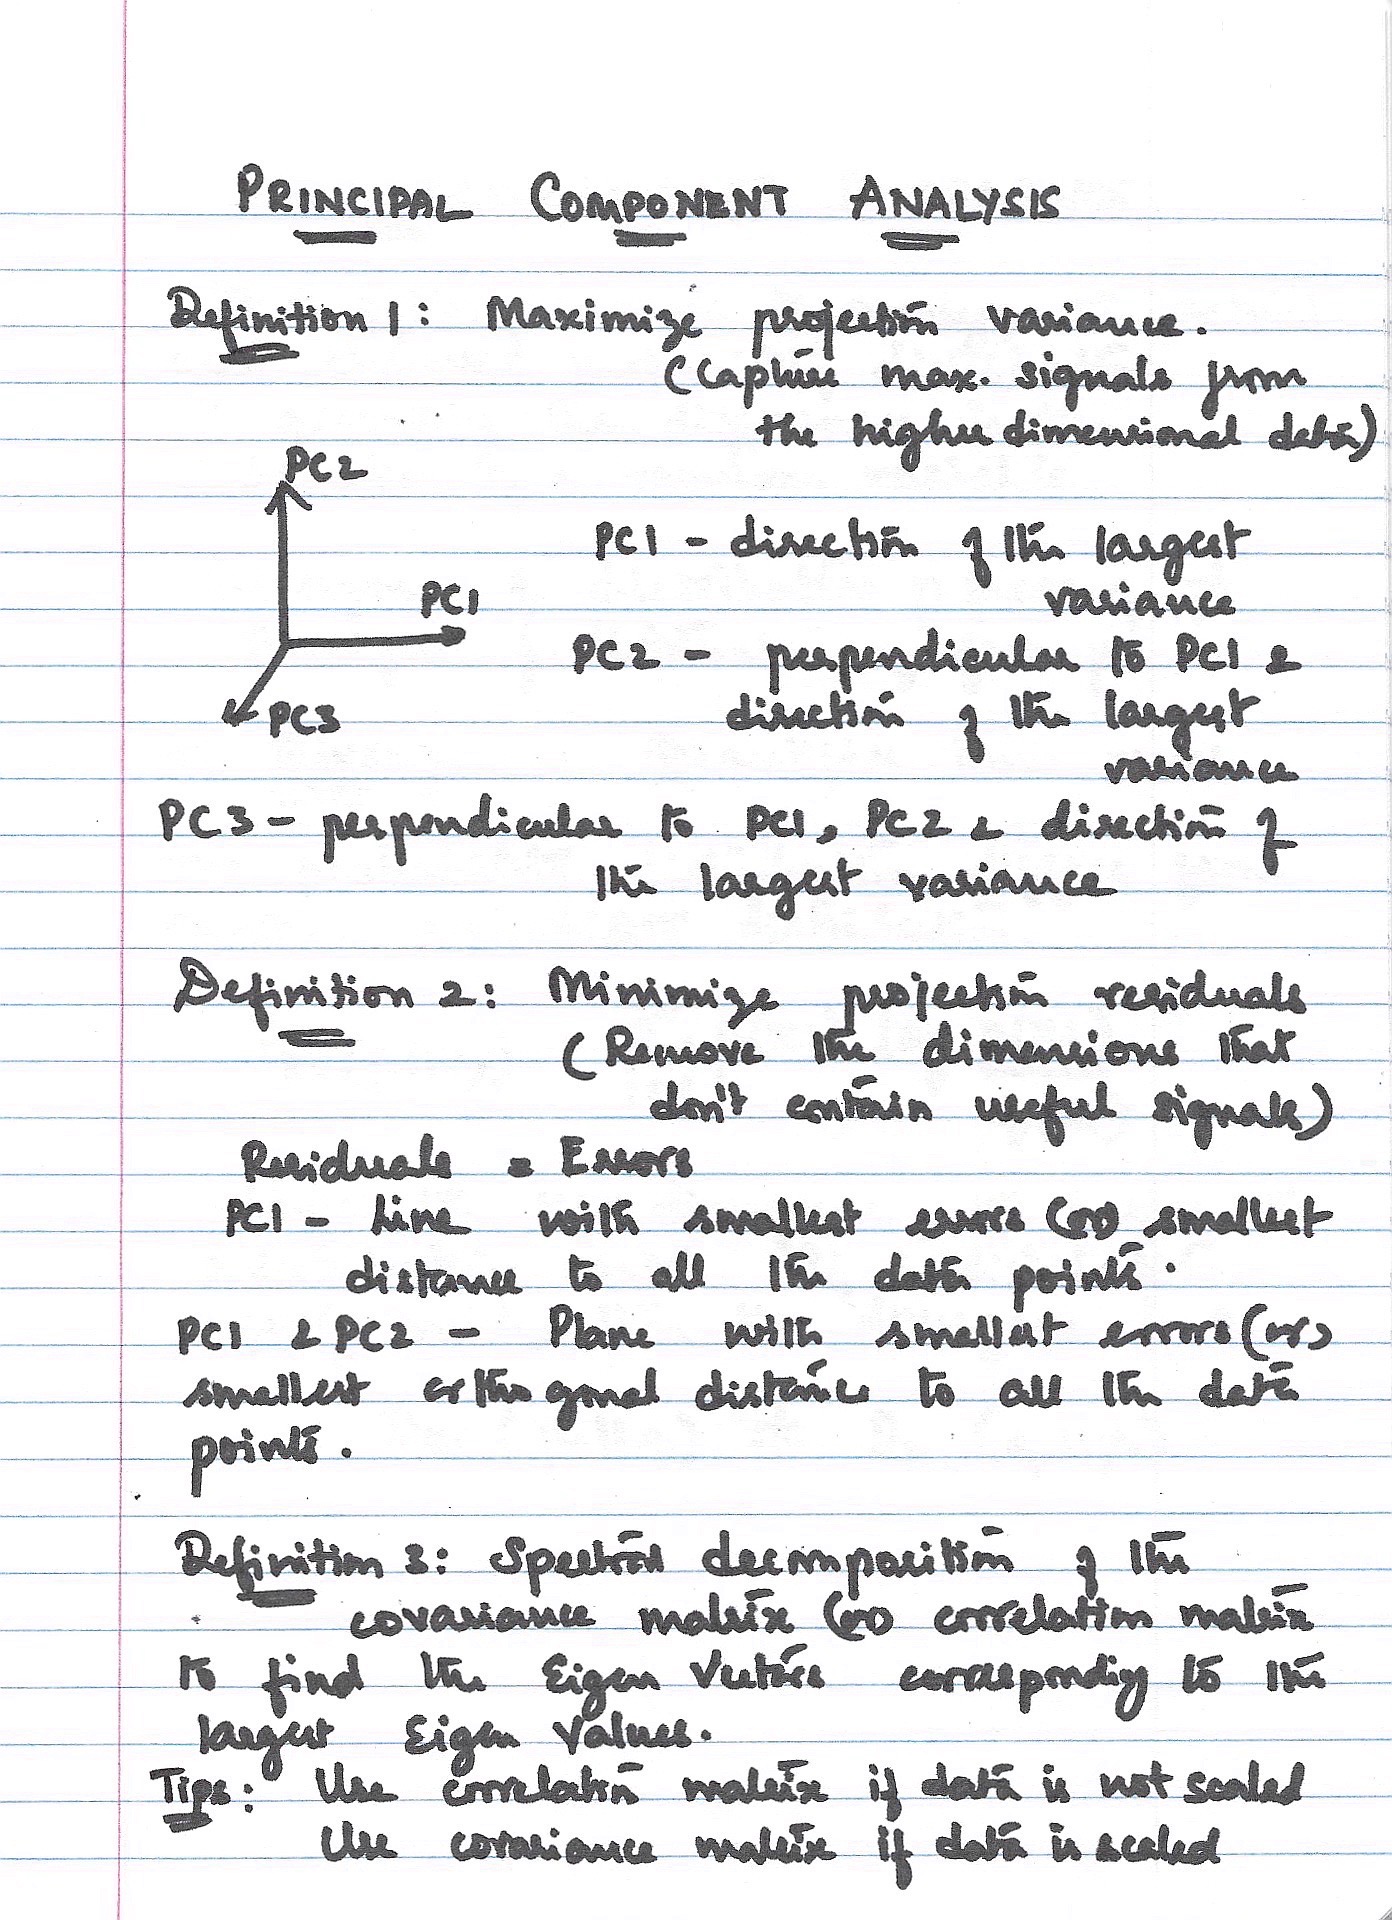 PRINCIPAL COMPONENT ANALYSIS
Definition 1: Maximize projection variance.
(Capture max. signals from
the higher dimensional data)
PC2
PC1
PC3
PC1 - direction of the largest
variance
PC2 - perpendicular to PC1 &
direction of the largest
variance
PC3 - perpendicular to PC1, PC2 & direction of
the largest variance
Definition 2: Minimize projection residuals
(Remove the dimensions that
don't contain useful signals)
Residuals = Errors
PC1 - Line with smallest errors (or) smallest
distance to all the data points.
PC1 & PC2 - Plane with smallest errors (or)
smallest orthogonal distance to all the data
points.
Definition 3: Spectral decomposition of the
covariance matrix (or) correlation matrix
to find the Eigen Vectors corresponding to the
largest Eigen Values.
Tips: Use correlation matrix if data is not scaled
Use covariance matrix if data is scaled